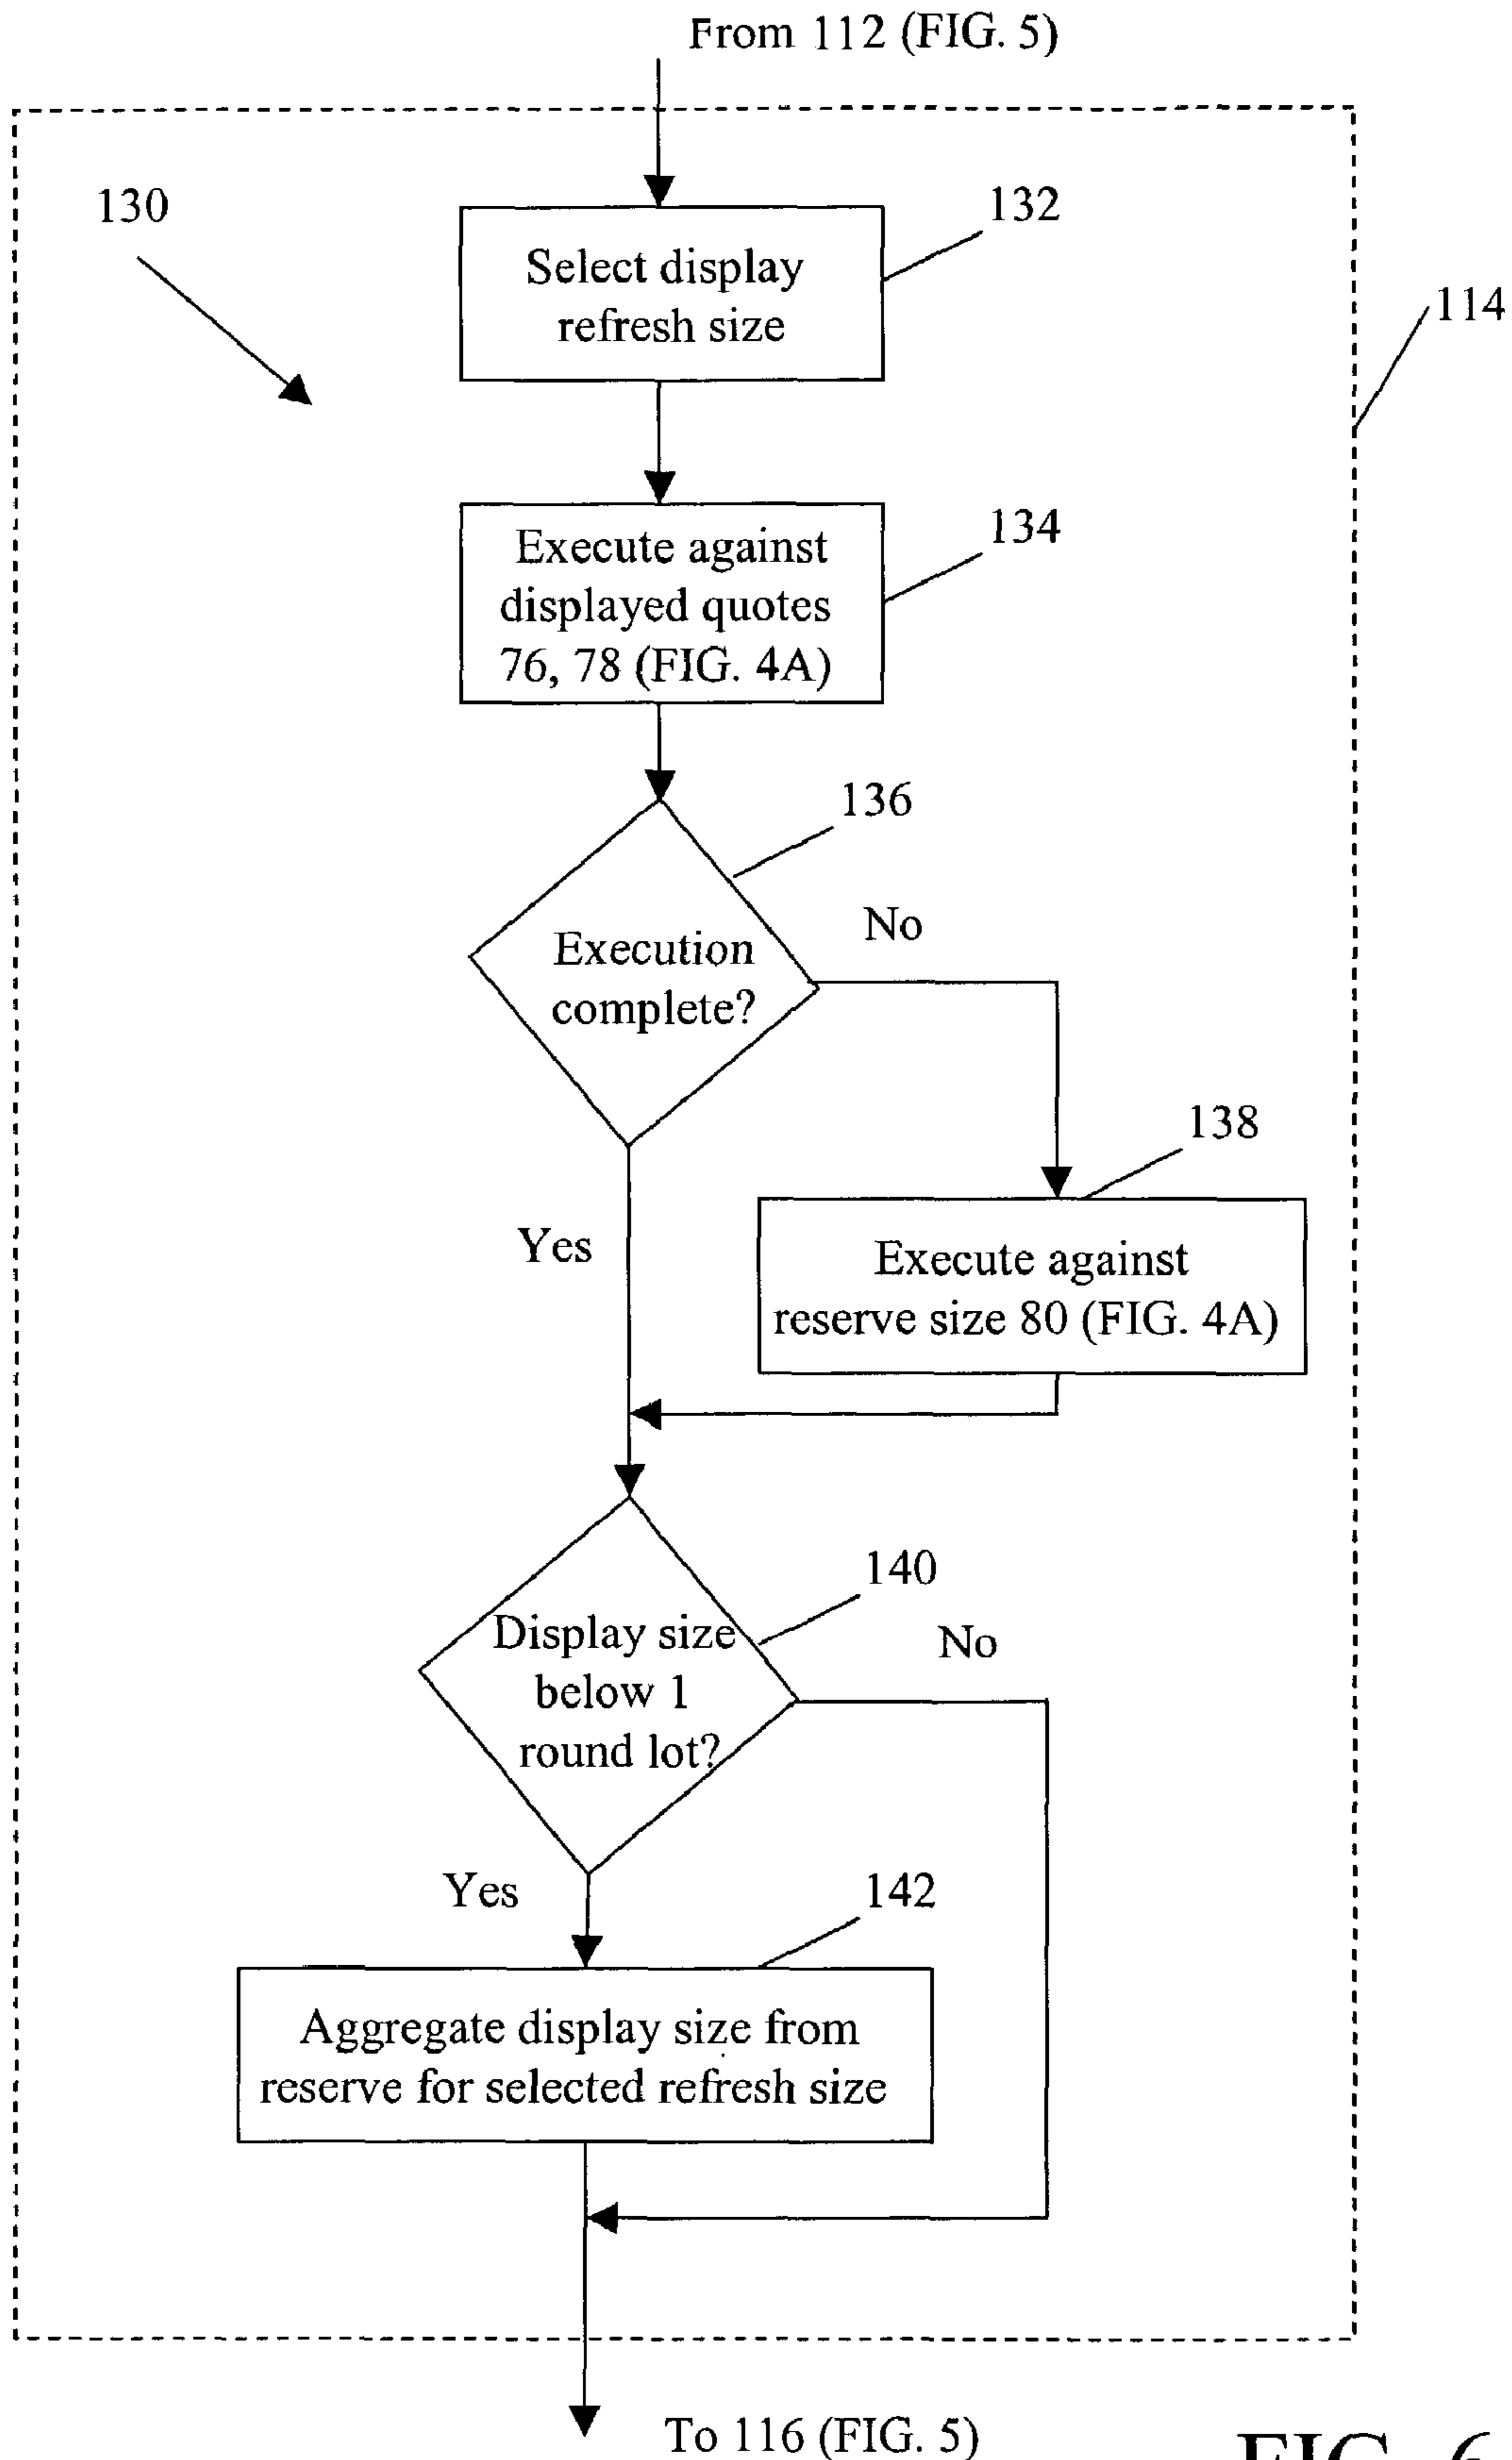 From 112 (FIG. 5)
130
132
Select display
refresh size
114
134
Execute against
displayed quotes
76, 78 (FIG. 4A)
136
No
Execution
complete?
138
Yes
Execute against
reserve size 80 (FIG. 4A)
140
Display size
below 1
round lot?
No
Yes
142
Aggregate display size from
reserve for selected refresh size
To 116 (FIG. 5)
FIG. 6